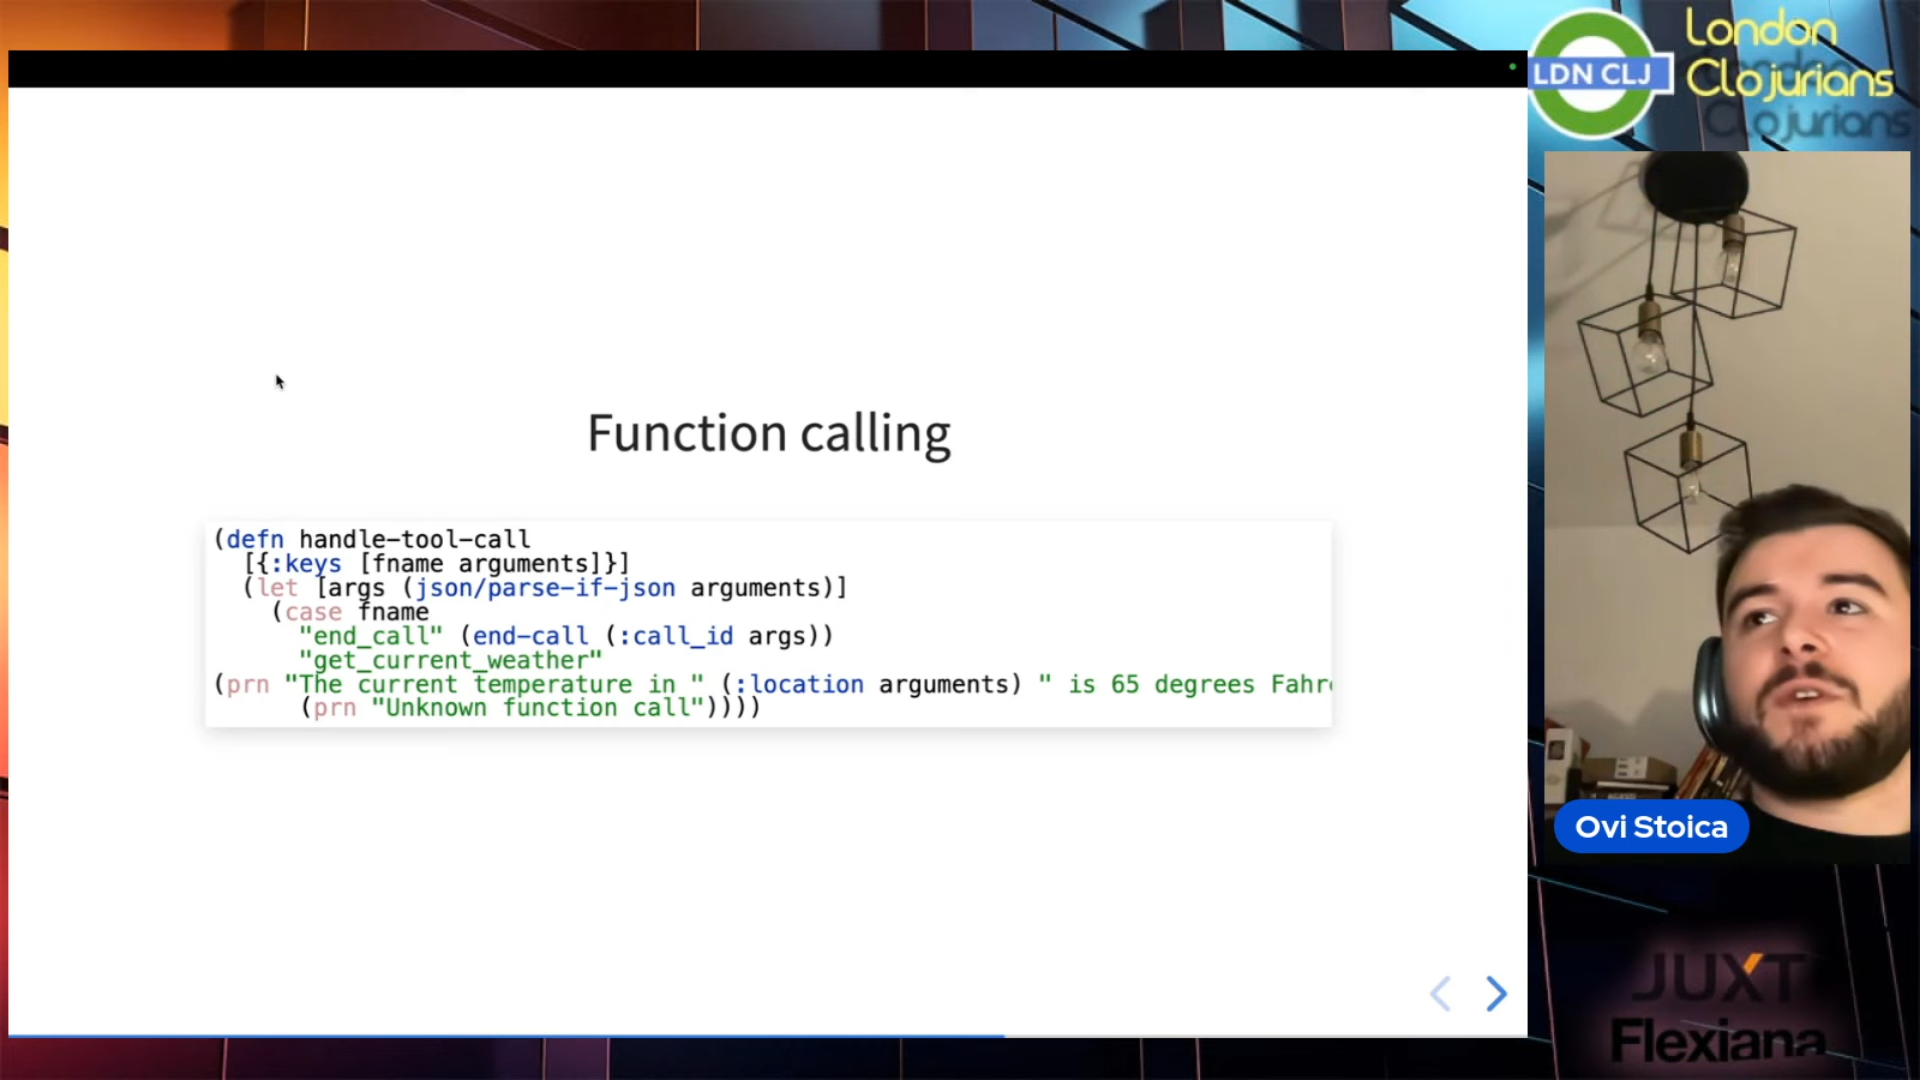 LDN CLJ
London
Clojurians
Clojurians
Function calling
(defn handle-tool-call
[{:keys [fname arguments]}]
(let [args (json/parse-if-json arguments)]
(case fname
"end_call" (end-call (:call_id args))
"get_current_weather"
(prn "The current temperature in " (:location arguments) " is 65 degrees Fahr
(prn "Unknown function call"))))
Ovi Stoica
JUXT
Flexiana